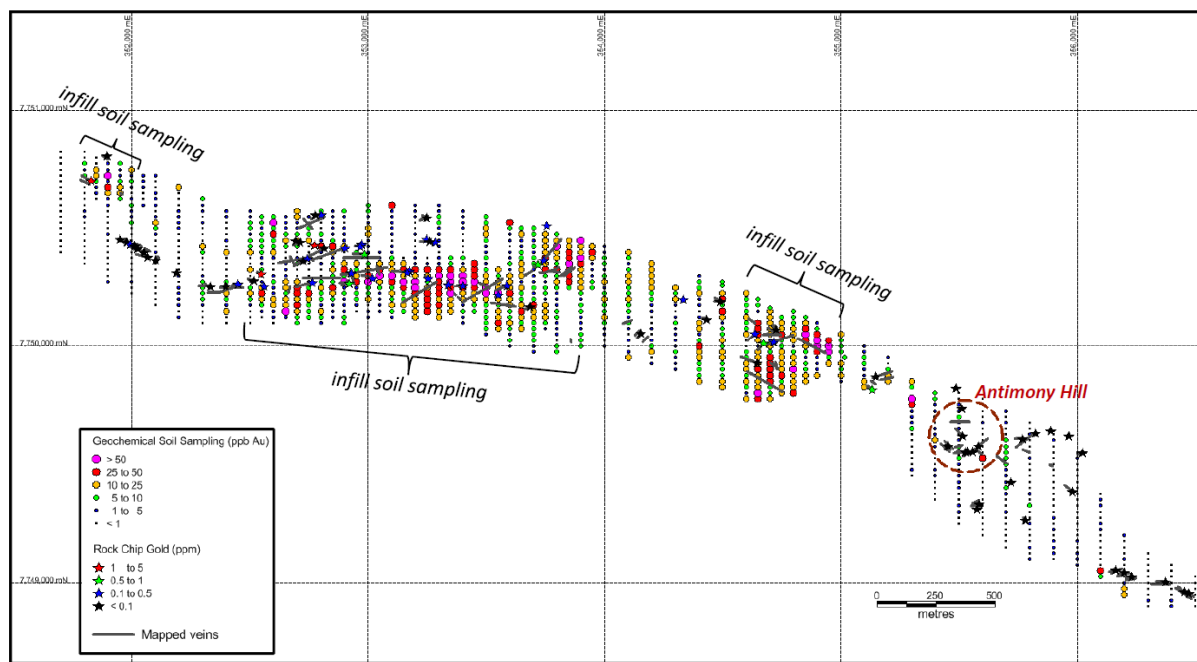 352,000 mE
353,000 mE
354,000 mE
355,000 mE
356,000 mE
7,751,000 mN
infill soil sampling
infill soil sampling
7,750,000 mN
infill soil sampling
Antimony Hill
Geochemical Soil Sampling (ppb Au)
> 50
25 to 50
10 to 25
5 to 10
1 to 5
< 1
Rock Chip Gold (ppm)
1 to 5
0.5 to 1
0.1 to 0.5
< 0.1
Mapped veins
7,749,000 mN
0 250 500
metres